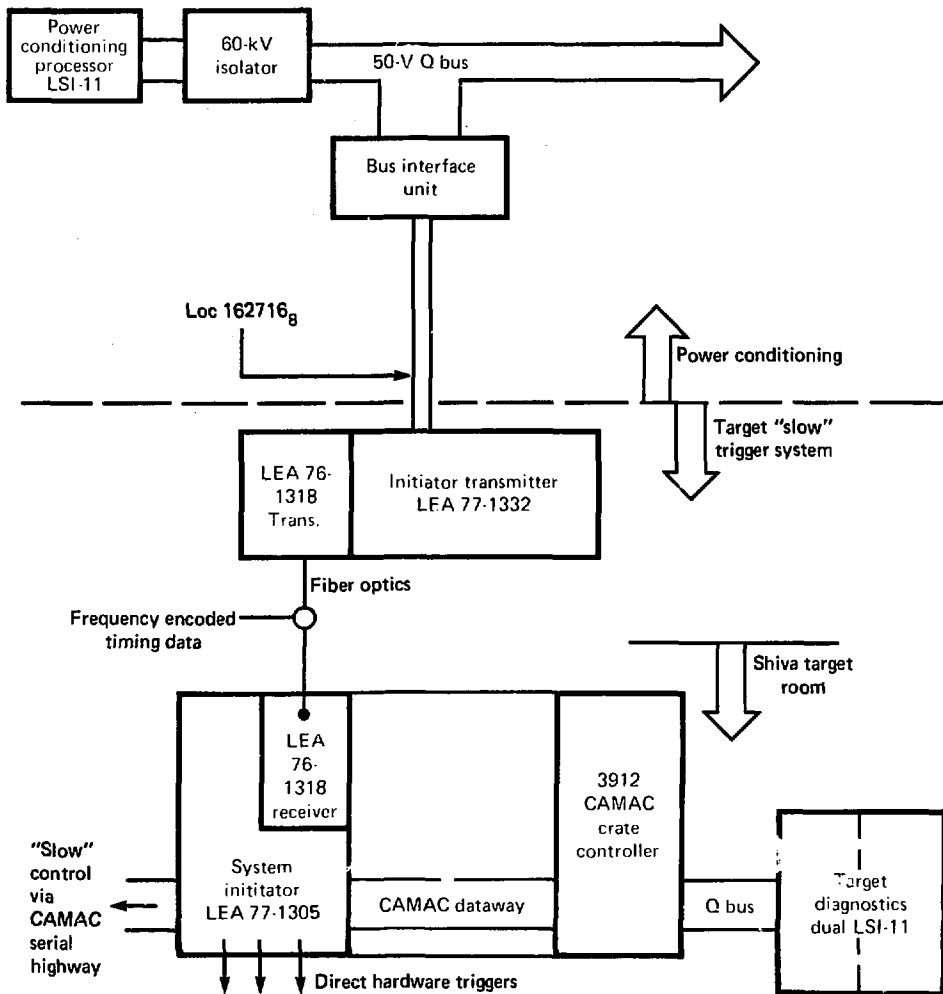 Power
conditioning
processor
LSI-11
60-kV
isolator
50-V Q bus
Bus interface
unit
Loc 162716₈
Power conditioning
Target "slow"
trigger system
LEA 76-
1318
Trans.
Initiator transmitter
LEA 77-1332
Fiber optics
Frequency encoded
timing data
Shiva target
room
LEA
76-
1318
receiver
3912
CAMAC
crate
controller
"Slow"
control
via
CAMAC
serial
highway
System
inititator
LEA 77-1305
CAMAC dataway
Q bus
Target
diagnostics
dual LSI-11
Direct hardware triggers